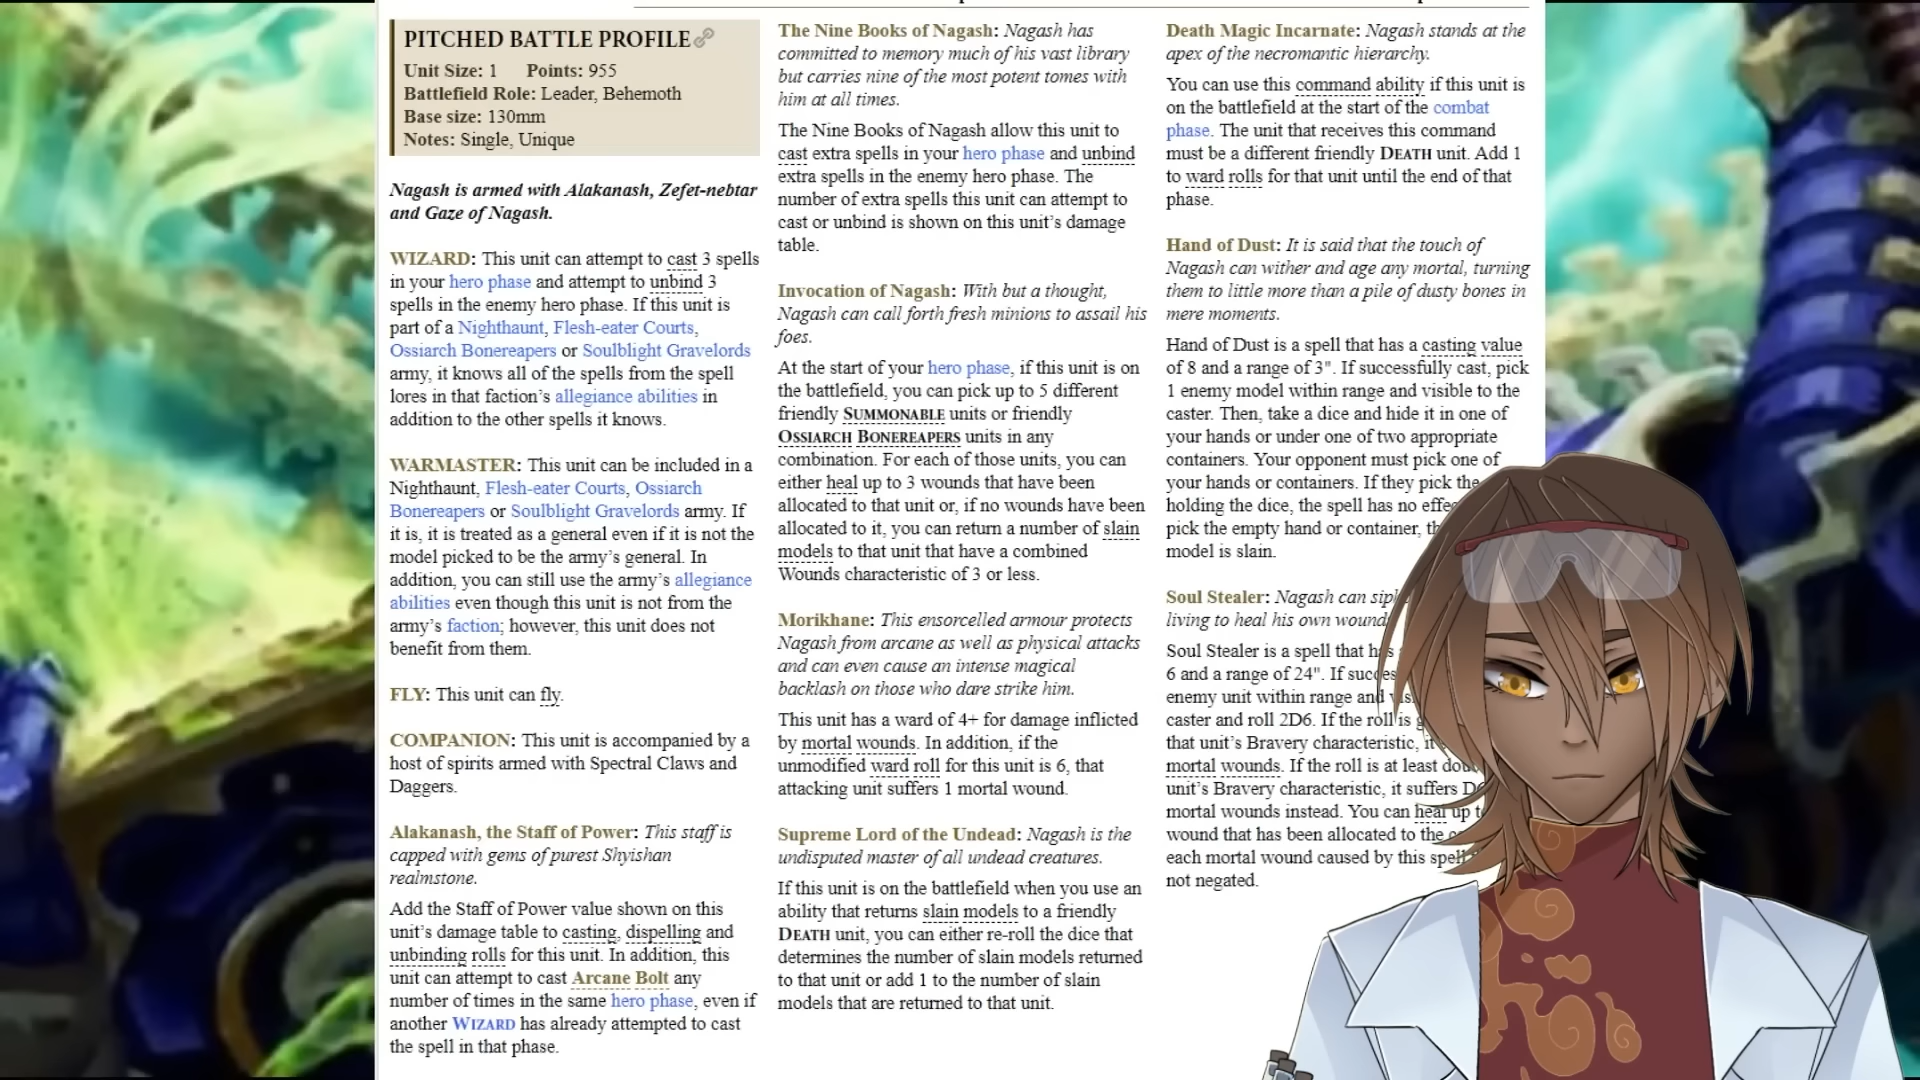 PITCHED BATTLE PROFILE
Unit Size: 1 Points: 955
Battlefield Role: Leader, Behemoth
Base size: 130mm
Notes: Single, Unique
Nagash is armed with Alakanash, Zefet-nebtar
and Gaze of Nagash.
WIZARD: This unit can attempt to cast 3 spells
in your hero phase and attempt to unbind 3
spells in the enemy hero phase. If this unit is
part of a Nighthaunt, Flesh-eater Courts,
Ossiarch Bonereapers or Soulblight Gravelords
army, it knows all of the spells from the spell
lores in that faction's allegiance abilities in
addition to the other spells it knows.
WARMASTER: This unit can be included in a
Nighthaunt, Flesh-eater Courts, Ossiarch
Bonereapers or Soulblight Gravelords army. If
it is, it is treated as a general even if it is not the
model picked to be the army's general. In
addition, you can still use the army's allegiance
abilities even though this unit is not from the
army's faction; however, this unit does not
benefit from them.
FLY: This unit can fly.
COMPANION: This unit is accompanied by a
host of spirits armed with Spectral Claws and
Daggers.
Alakanash, the Staff of Power: This staff is
capped with gems of purest Shyishan
realmstone.
Add the Staff of Power value shown on this
unit's damage table to casting, dispelling and
unbinding rolls for this unit. In addition, this
unit can attempt to cast Arcane Bolt any
number of times in the same hero phase, even if
another WIZARD has already attempted to cast
the spell in that phase.
The Nine Books of Nagash: Nagash has
committed to memory much of his vast library
but carries nine of the most potent tomes with
him at all times.
The Nine Books of Nagash allow this unit to
cast extra spells in your hero phase and unbind
extra spells in the enemy hero phase. The
number of extra spells this unit can attempt to
cast or unbind is shown on this unit's damage
table.
Invocation of Nagash: With but a thought,
Nagash can call forth fresh minions to assail his
foes.
At the start of your hero phase, if this unit is on
the battlefield, you can pick up to 5 different
friendly SUMMONABLE units or friendly
OSSIARCH BONEREAPERS units in any
combination. For each of those units, you can
either heal up to 3 wounds that have been
allocated to that unit or, if no wounds have been
allocated to it, you can return a number of slain
models to that unit that have a combined
Wounds characteristic of 3 or less.
Morikhane: This ensorcelled armour protects
Nagash from arcane as well as physical attacks
and can even cause an intense magical
backlash on those who dare strike him.
This unit has a ward of 4+ for damage inflicted
by mortal wounds. In addition, if the
unmodified ward roll for this unit is 6, that
attacking unit suffers 1 mortal wound.
Supreme Lord of the Undead: Nagash is the
undisputed master of all undead creatures.
If this unit is on the battlefield when you use an
ability that returns slain models to a friendly
DEATH unit, you can either re-roll the dice that
determines the number of slain models returned
to that unit or add 1 to the number of slain
models that are returned to that unit.
Death Magic Incarnate: Nagash stands at the
apex of the necromantic hierarchy.
You can use this command ability if this unit is
on the battlefield at the start of the combat
phase. The unit that receives this command
must be a different friendly DEATH unit. Add 1
to ward rolls for that unit until the end of that
phase.
Hand of Dust: It is said that the touch of
Nagash can wither and age any mortal, turning
them to little more than a pile of dusty bones in
mere moments.
Hand of Dust is a spell that has a casting value
of 8 and a range of 3". If successfully cast, pick
1 enemy model within range and visible to the
caster. Then, take a dice and hide it in one of
your hands or under one of two appropriate
containers. Your opponent must pick one of
your hands or containers. If they pick the
holding the dice, the spell has no
pick the empty hand or container,
model is slain.
Soul Stealer: Nagash can
living to heal his own
Soul Stealer is a spell that
6 and a range of 24". If
enemy unit within range and
caster and roll 2D6. If the roll is
that unit's Bravery characteristic,
mortal wounds. If the roll is at least
unit's Bravery characteristic, it suffers
mortal wounds instead. You can heal up
wound that has been allocated to the
each mortal wound caused by this spell
not negated.